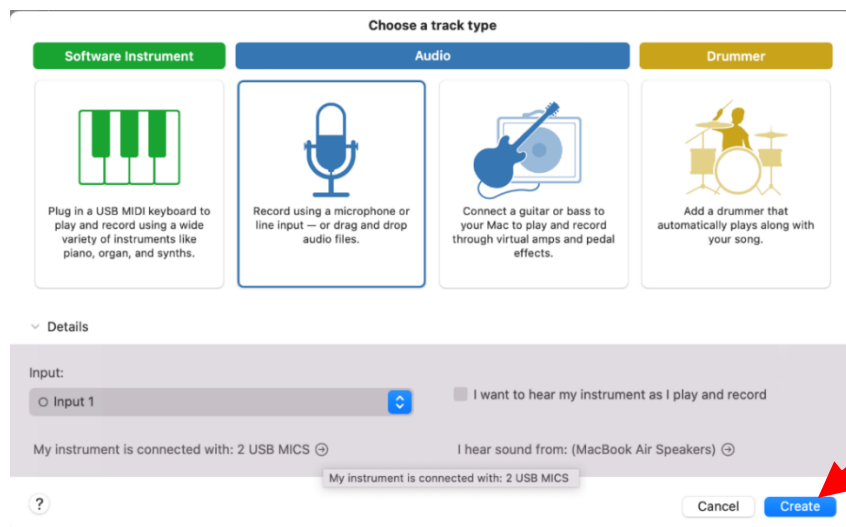 Choose a track type
Software Instrument
Audio
Drummer
Plug in a USB MIDI keyboard to
play and record using a wide
variety of instruments like
piano, organ, and synths.
Record using a microphone or
line input — or drag and drop
audio files.
Connect a guitar or bass to
your Mac to play and record
through virtual amps and pedal
effects.
Add a drummer that
automatically plays along with
your song.
Details
Input:
Input 1
I want to hear my instrument as I play and record
My instrument is connected with: 2 USB MICS
I hear sound from: (MacBook Air Speakers)
My instrument is connected with: 2 USB MICS
?
Cancel
Create